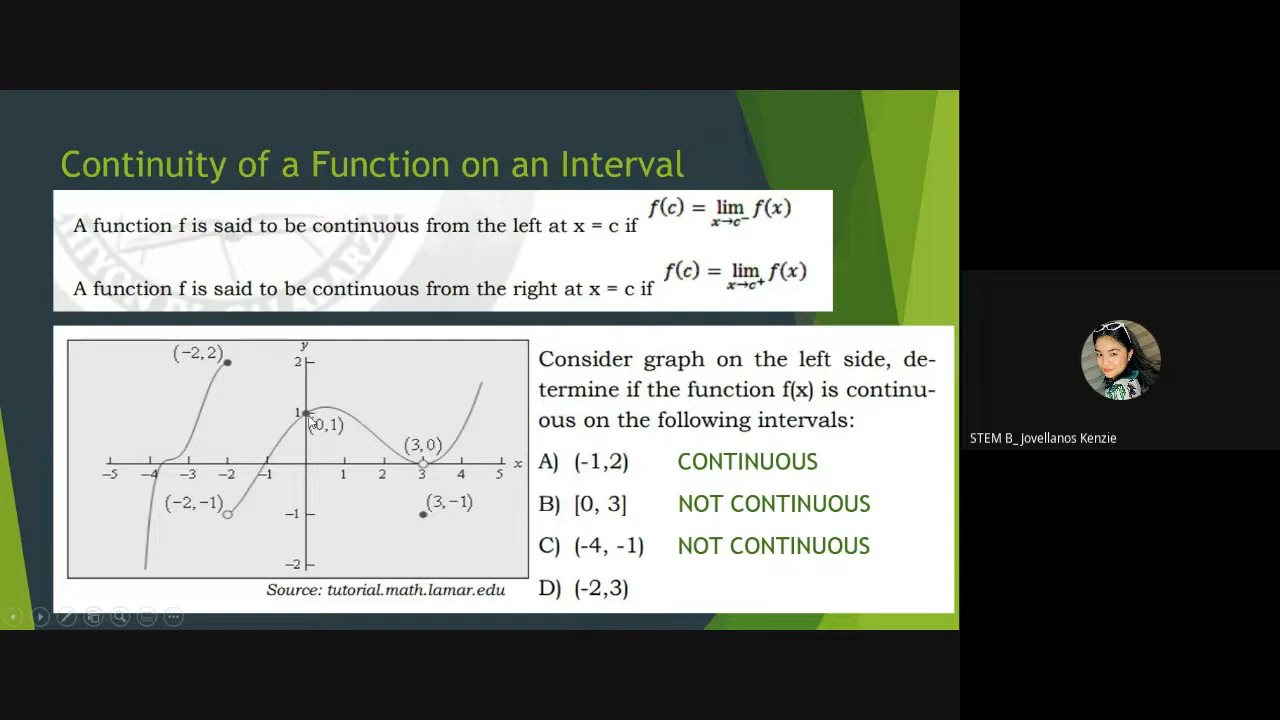 Continuity of a Function on an Interval
A function f is said to be continuous from the left at x = c if f(c) = lim x→c⁻ f(x)
A function f is said to be continuous from the right at x = c if f(c) = lim x→c⁺ f(x)
y
(−2,2)
2
1
(0,1)
(3,0)
−5 −4 −3 −2 −1 1 2 3 4 5 x
(−2,−1)
−1
(3,−1)
−2
Source: tutorial.math.lamar.edu
Consider graph on the left side, de-
termine if the function f(x) is continu-
ous on the following intervals:
A) (-1,2) CONTINUOUS
B) [0, 3] NOT CONTINUOUS
C) (-4, -1) NOT CONTINUOUS
D) (-2,3)
STEM B_ Jovellanos Kenzie